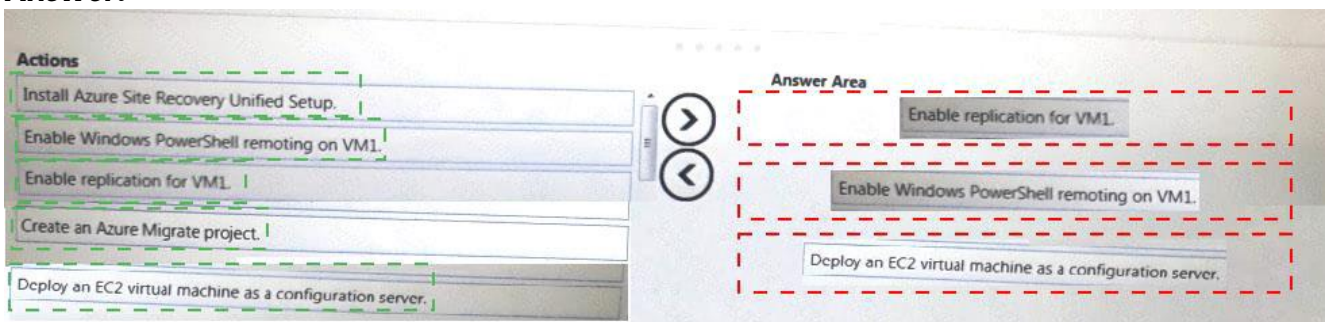 Actions
Install Azure Site Recovery Unified Setup.
Enable Windows PowerShell remoting on VM1.
Enable replication for VM1.
Create an Azure Migrate project.
Deploy an EC2 virtual machine as a configuration server.
Answer Area
Enable replication for VM1.
Enable Windows PowerShell remoting on VM1.
Deploy an EC2 virtual machine as a configuration server.